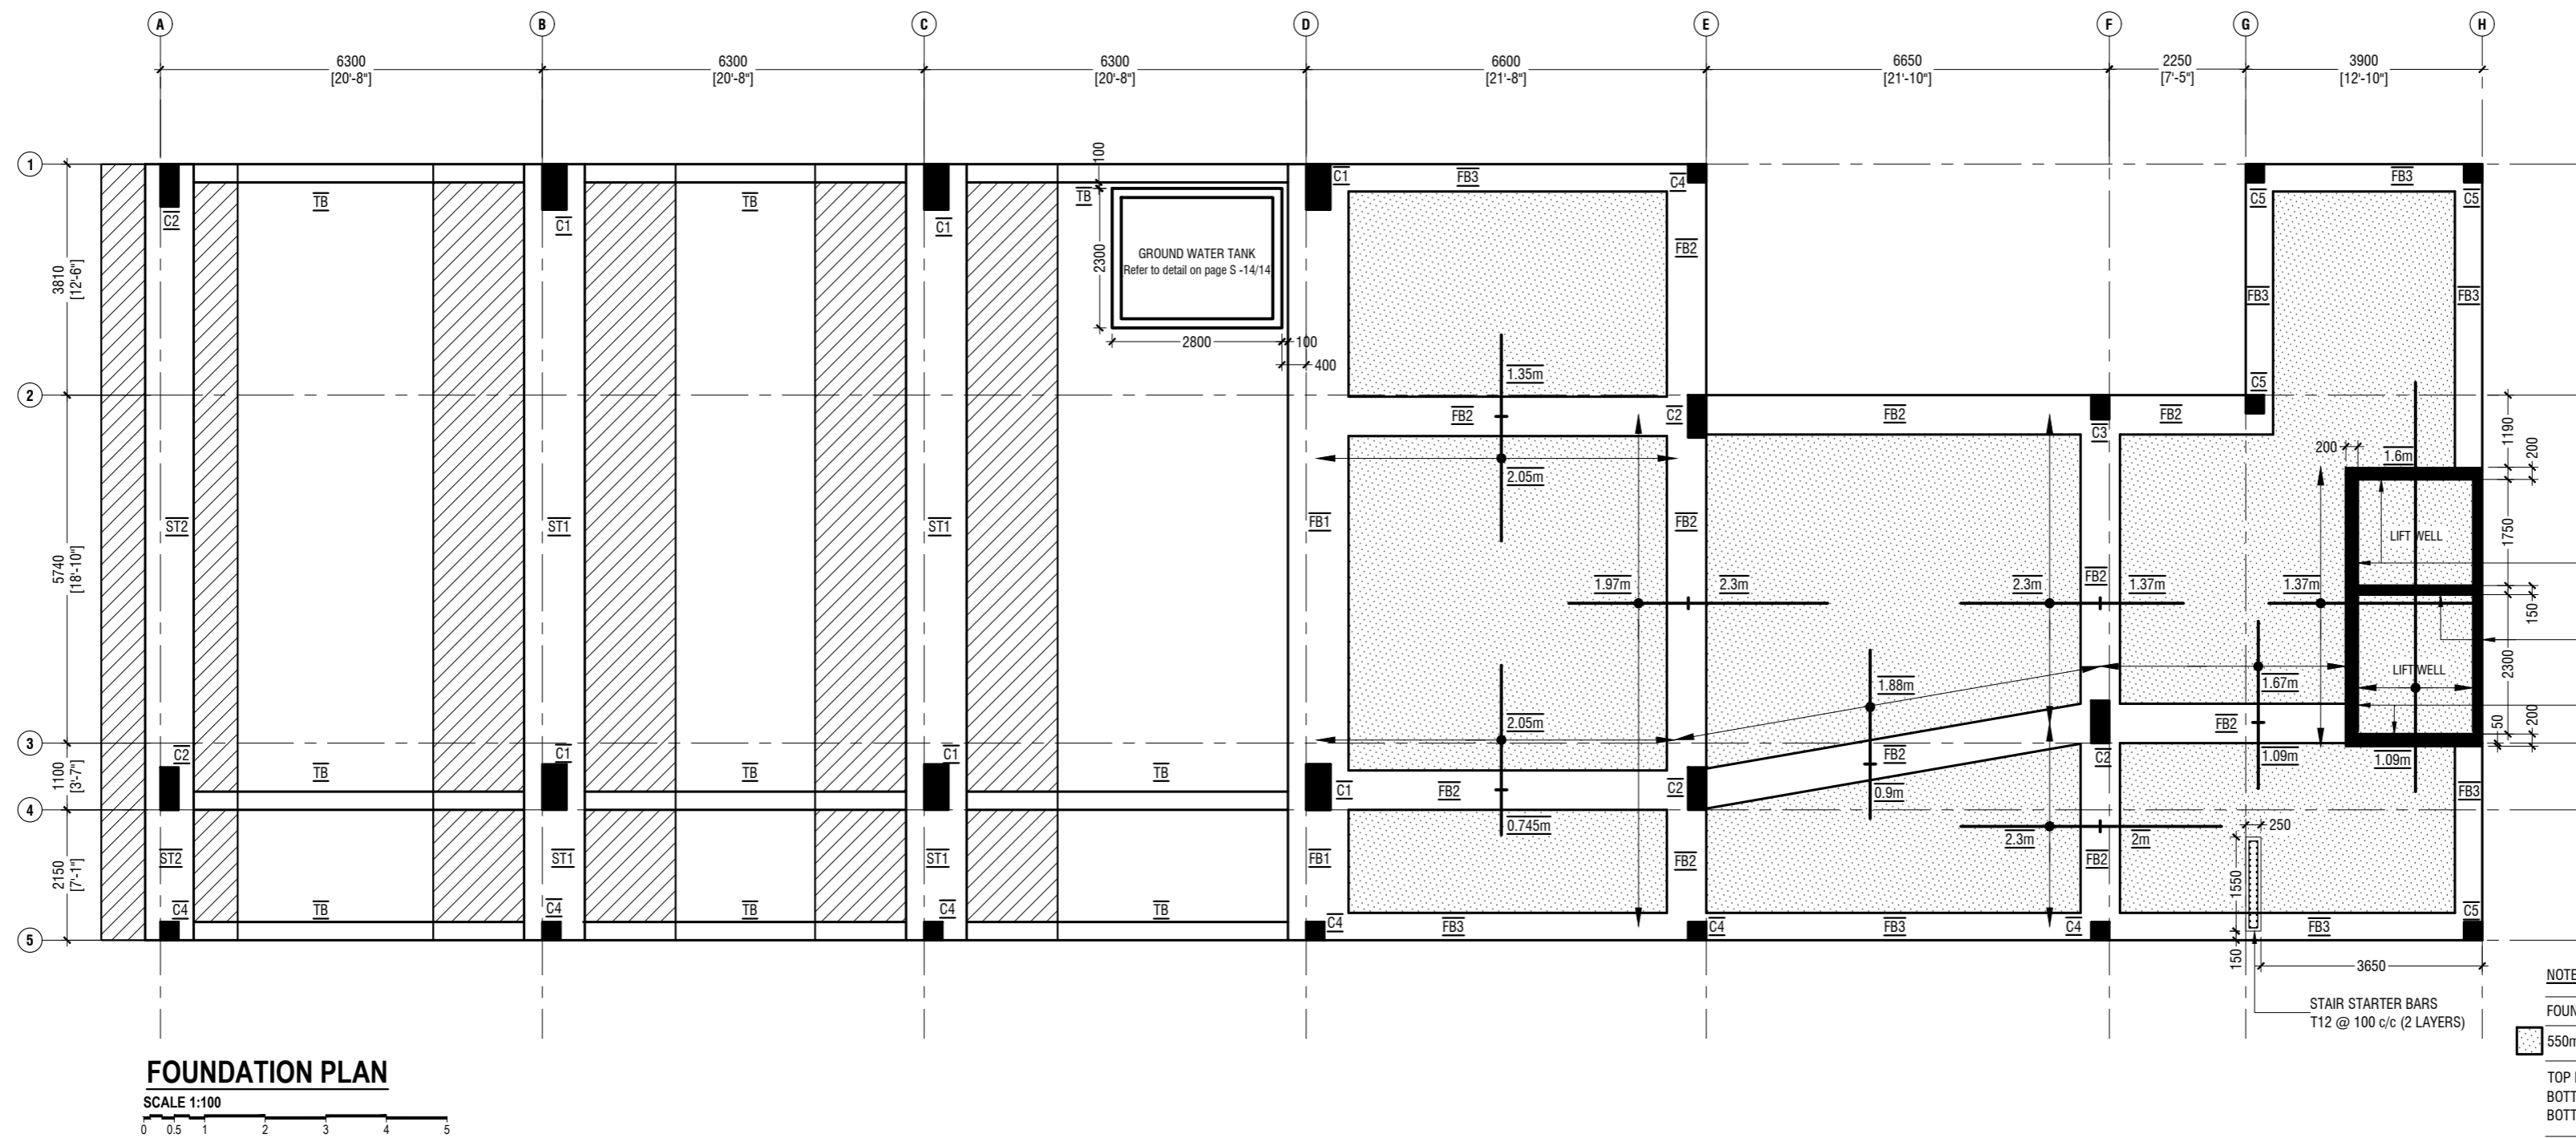 A B C D E F G H
6300 6300 6300 6600 6650 2250 3900
[20'-8"] [20'-8"] [20'-8"] [21'-8"] [21'-10"] [7'-5"] [12'-10"]
1
100
C1 FB3 C4
FB3
C2 TB C1 TB C1 TB
C5 C5
2300
GROUND WATER TANK
Refer to detail on page S -14/14
FB2
3810
[12'-6"]
FB3 FB3
2800 100
400
1.35m
C5
2
FB2 C2 FB2 C3 FB2
1190
200
200
1.6m
2.05m
5740
[18'-10"]
ST2 ST1 ST1 FB1 FB2
LIFT WELL
1750
1.97m 2.3m 2.3m FB2 1.37m 1.37m
150
1.88m
1.67m
LIFT WELL
2300
2.05m
FB2
50
200
3
C2 C1 C1
FB2 C2 1.09m 1.09m
1100
[3'-7"]
TB TB TB
C1 FB2 C2 0.9m FB3
4
0.745m
2.3m 2m
250
2150
[7'-1"]
ST2 ST1 ST1 FB1 FB2 FB2
1550
C4 TB C4 TB C4 TB
C4 FB3 C4 FB3 C4 FB3 C5
5
150
3650
STAIR STARTER BARS
T12 @ 100 c/c (2 LAYERS)
NOTE
FOUN
550m
TOP
BOTT
BOTT
FOUNDATION PLAN
SCALE 1:100
0 0.5 1 2 3 4 5